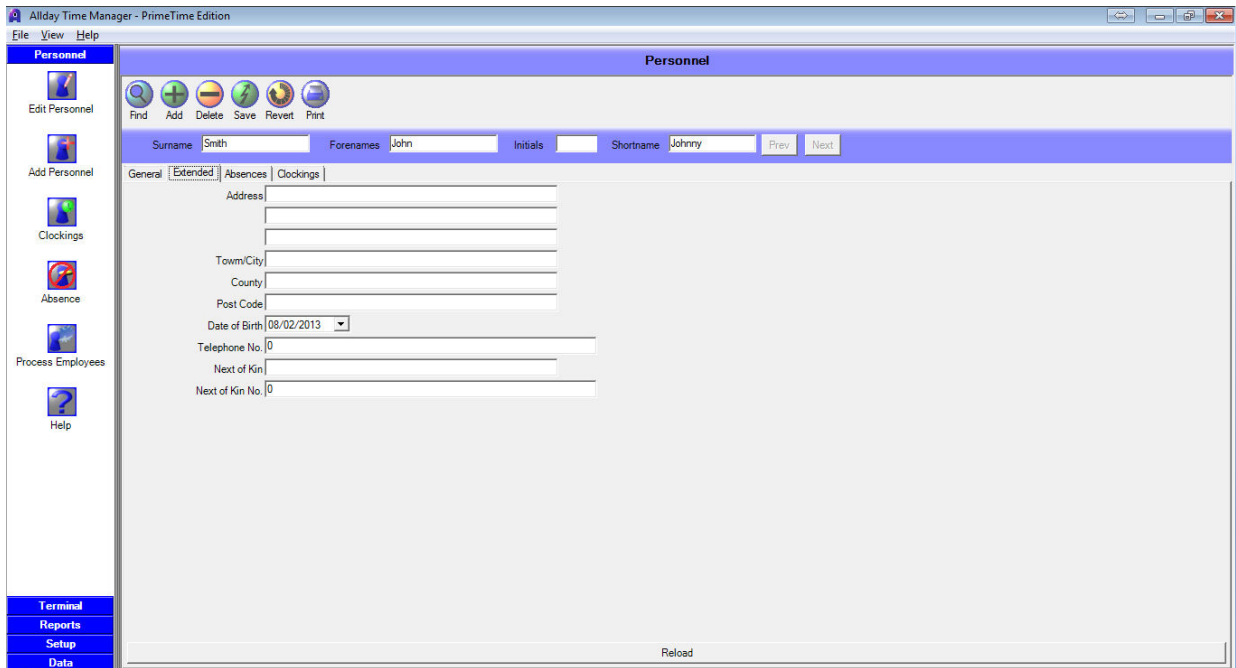 Allday Time Manager - PrimeTime Edition
File View Help
Personnel
Edit Personnel
Add Personnel
Clockings
Absence
Process Employees
Help
Terminal
Reports
Setup
Data
Personnel
Find Add Delete Save Revert Print
Surname Smith Forenames John Initials Shortname Johnny Prev Next
General Extended Absences Clockings
Address
Towm/City
County
Post Code
Date of Birth 08/02/2013
Telephone No. 0
Next of Kin
Next of Kin No. 0
Reload